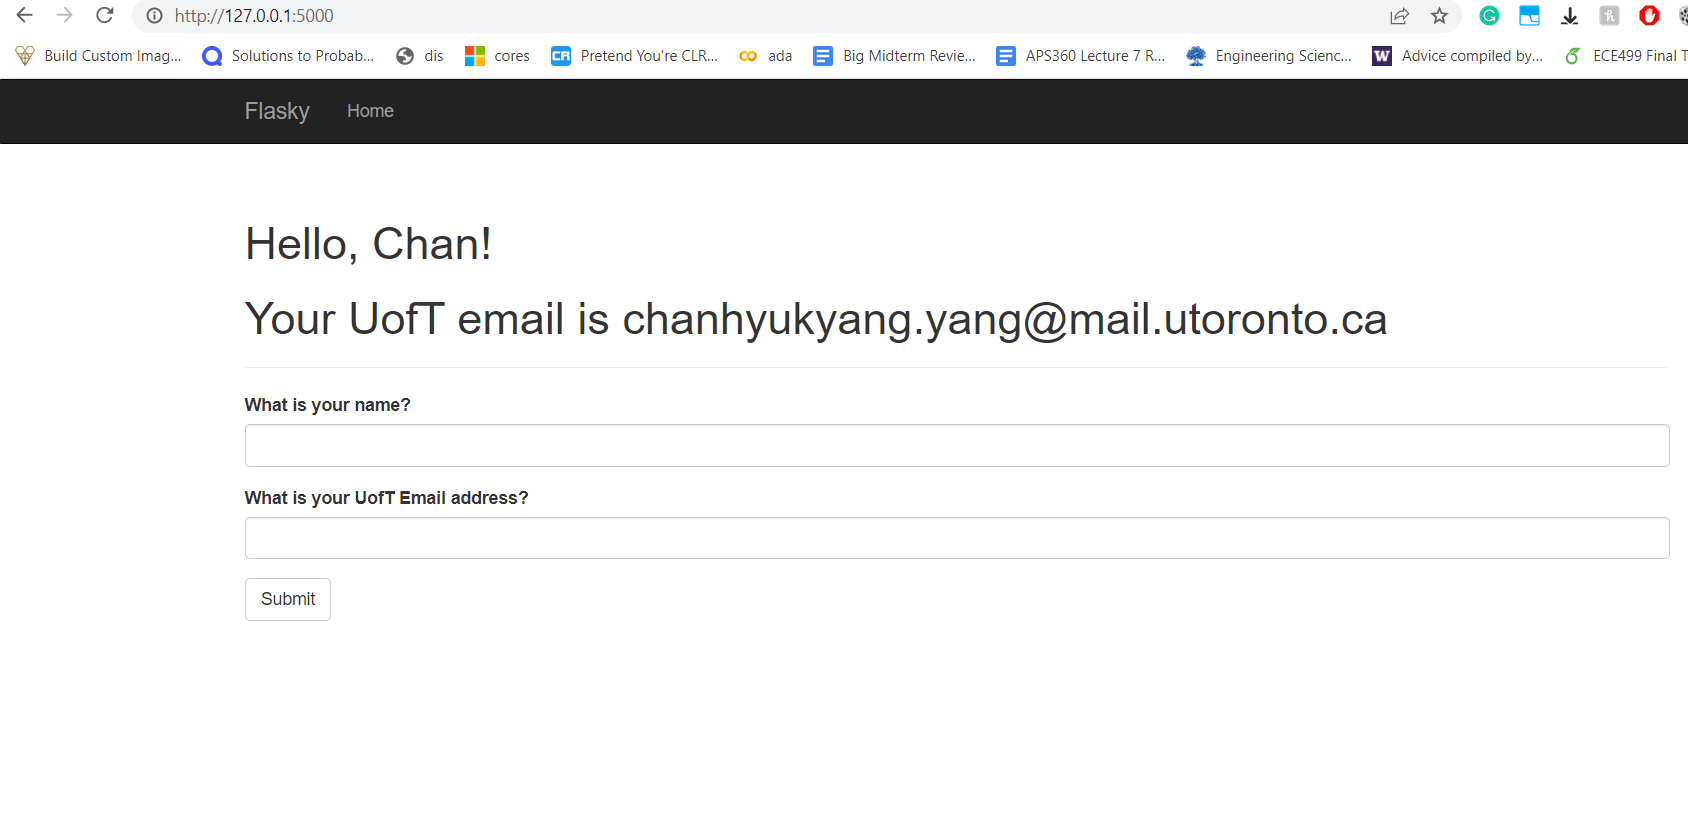 http://127.0.0.1:5000
Build Custom Imag... Solutions to Probab... dis cores Pretend You're CLR... ada Big Midterm Revie... APS360 Lecture 7 R... Engineering Scienc... Advice compiled by... ECE499 Final T
Flasky Home
Hello, Chan!
Your UofT email is chanhyukyang.yang@mail.utoronto.ca
What is your name?
What is your UofT Email address?
Submit